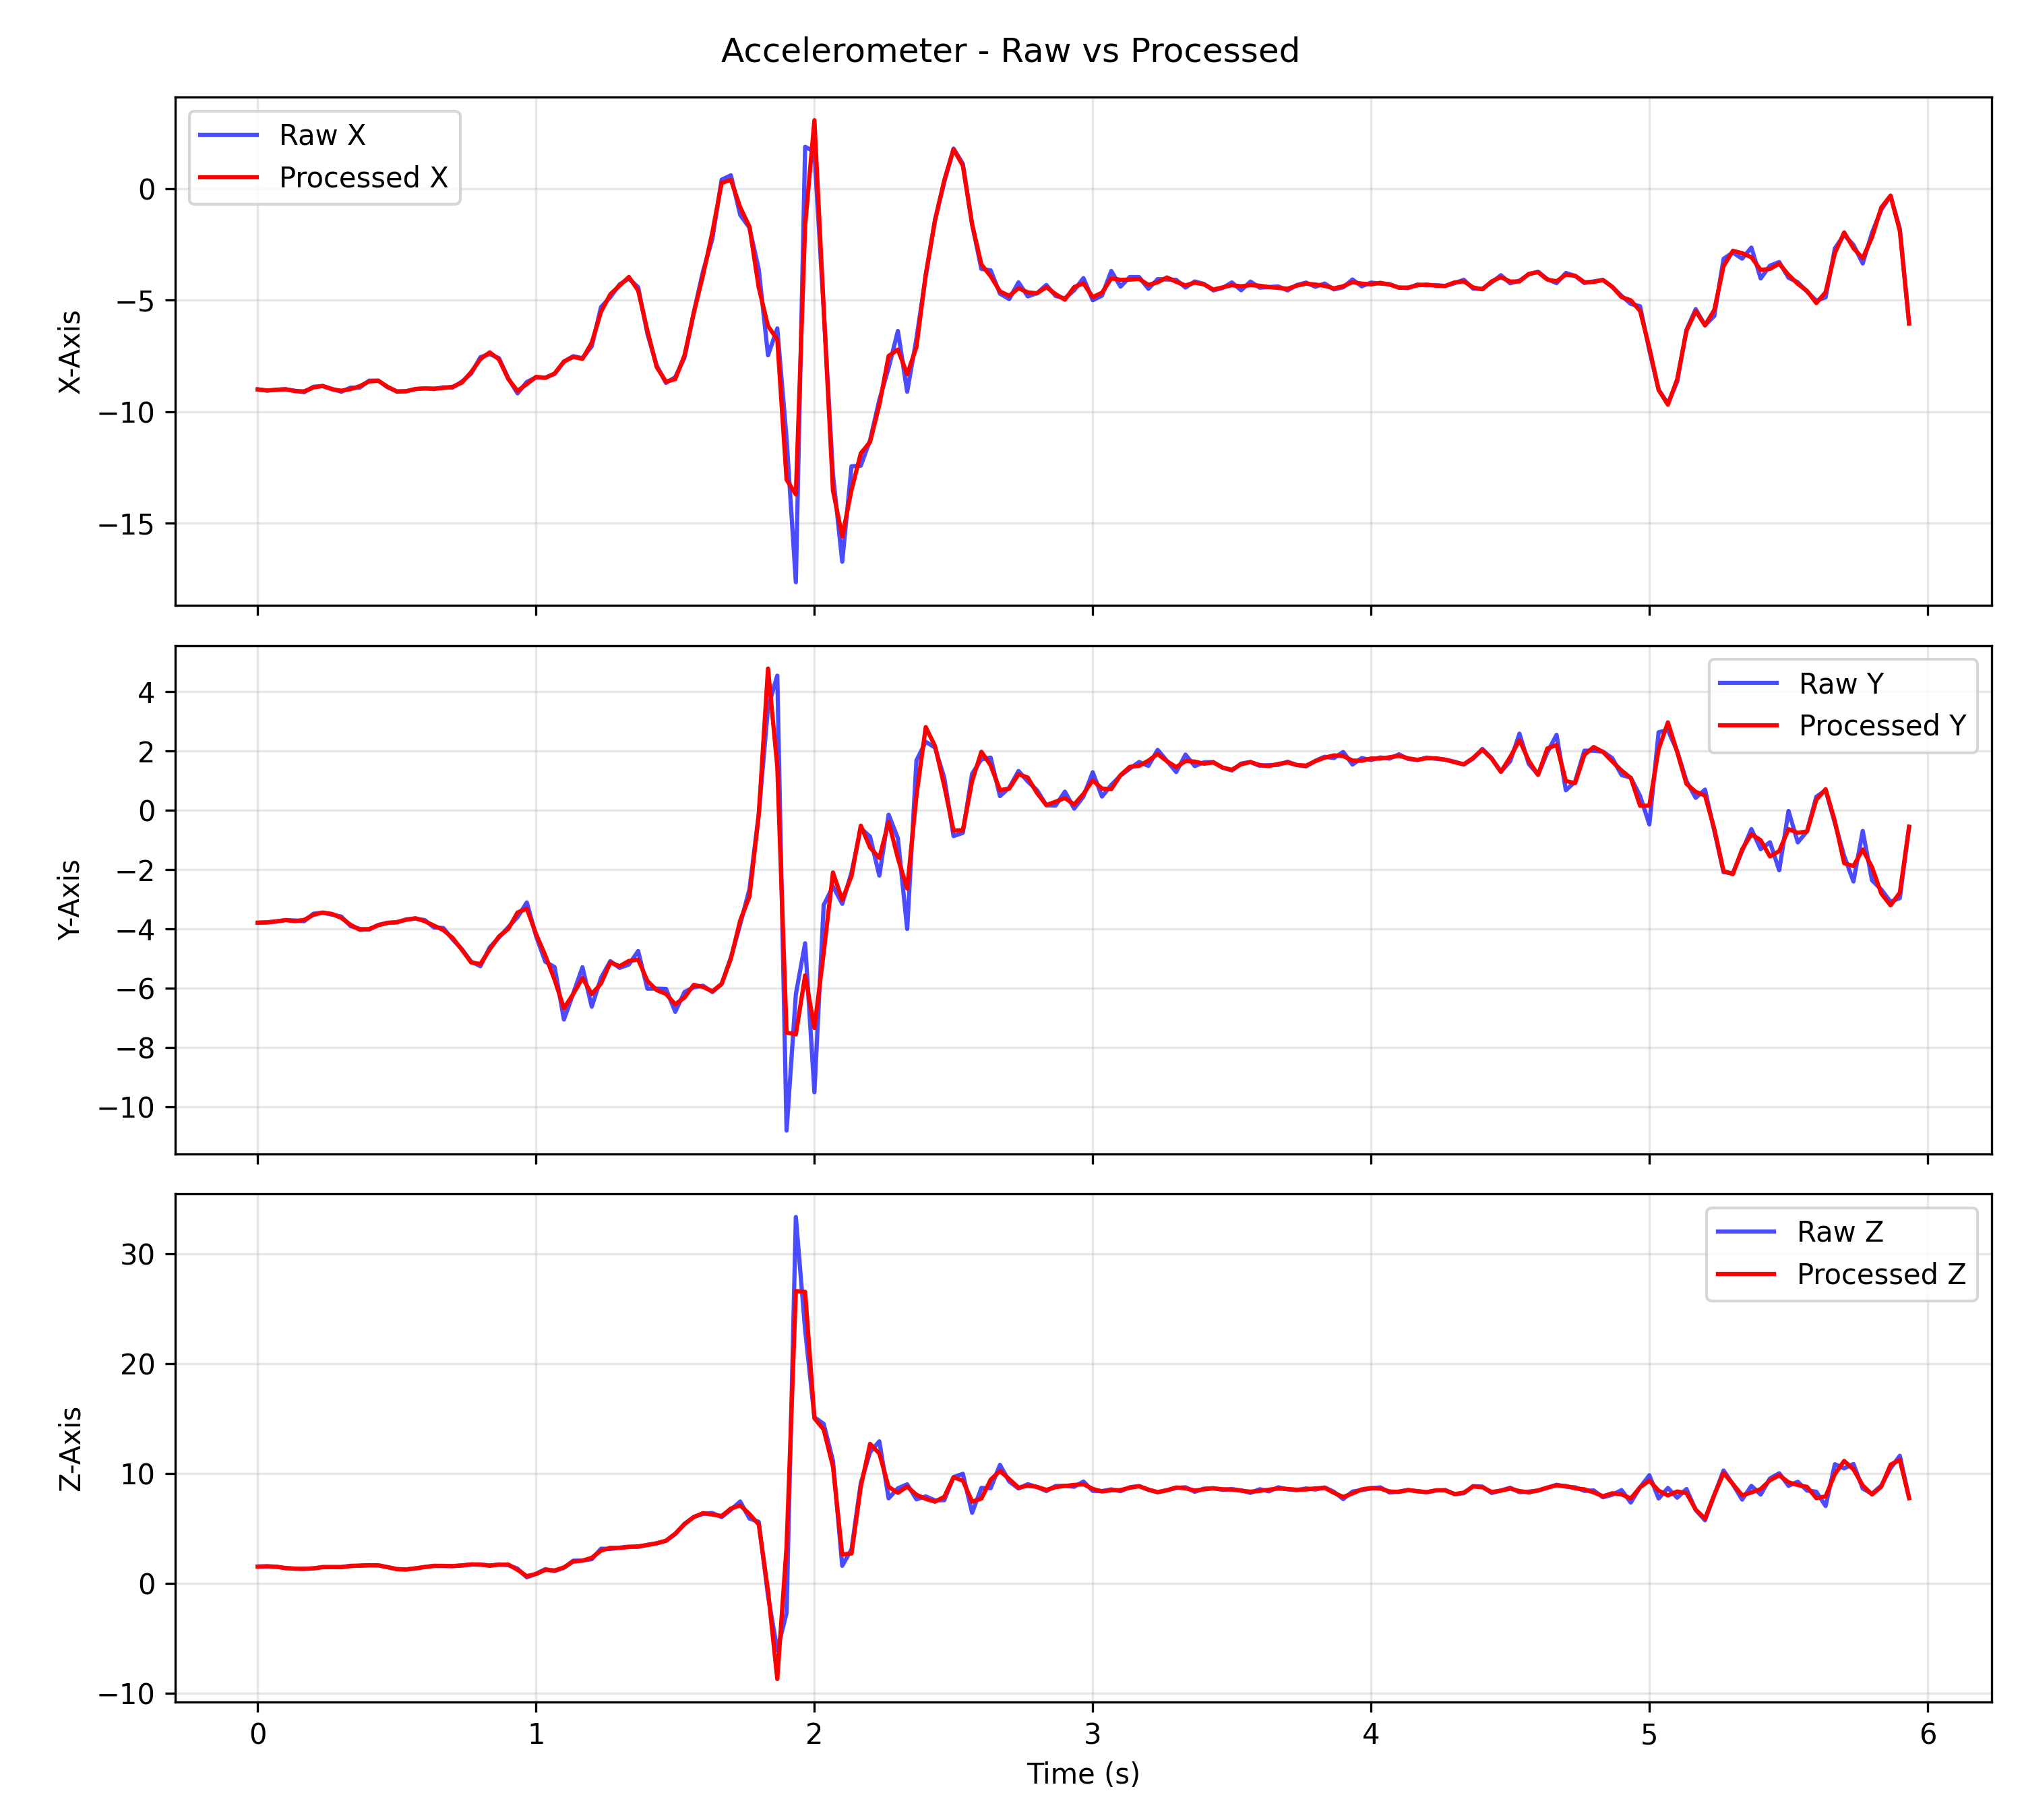 Accelerometer - Raw vs Processed
Raw X
Processed X
0
−5
−10
−15
X-Axis
Raw Y
Processed Y
4
2
0
−2
−4
−6
−8
−10
Y-Axis
Raw Z
Processed Z
30
20
10
0
−10
Z-Axis
0 1 2 3 4 5 6
Time (s)